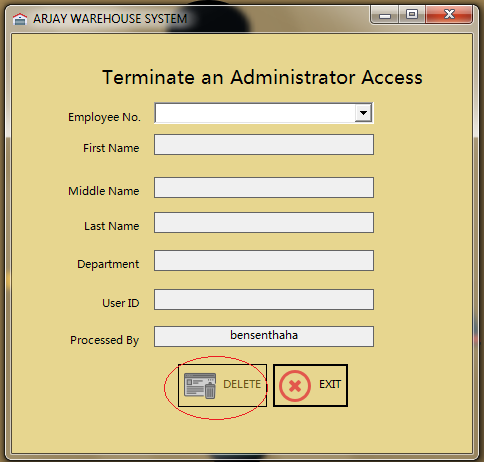 ARJAY WAREHOUSE SYSTEM
Terminate an Administrator Access
Employee No.
First Name
Middle Name
Last Name
Department
User ID
Processed By bensenthaha
DELETE EXIT